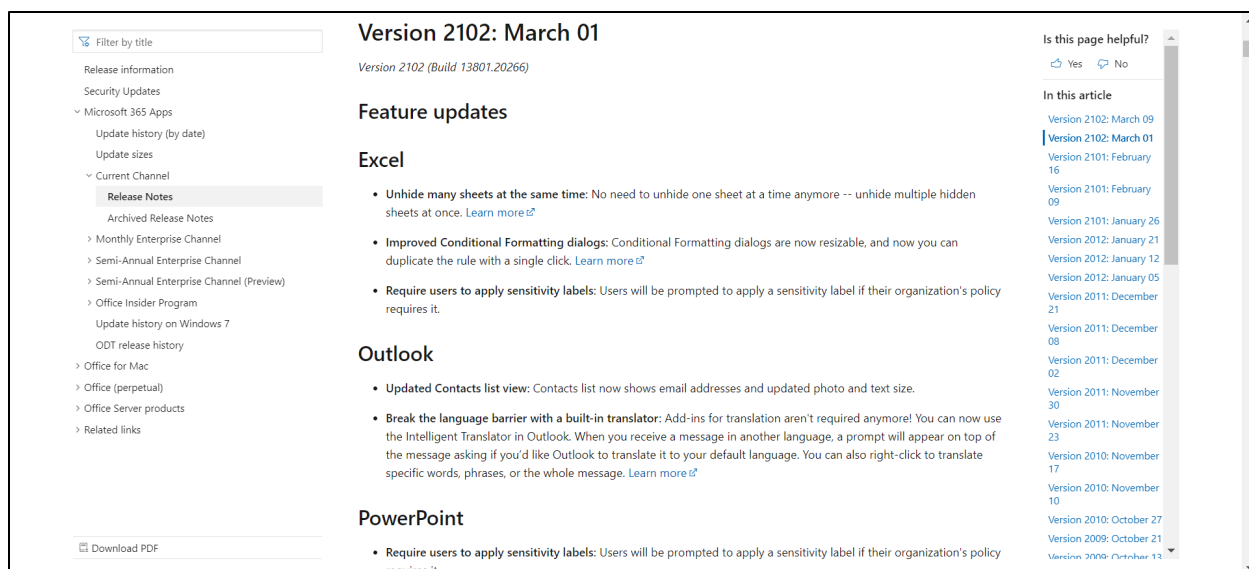 Filter by title
Release information
Security Updates
Microsoft 365 Apps
Update history (by date)
Update sizes
Current Channel
Release Notes
Archived Release Notes
Monthly Enterprise Channel
Semi-Annual Enterprise Channel
Semi-Annual Enterprise Channel (Preview)
Office Insider Program
Update history on Windows 7
ODT release history
Office for Mac
Office (perpetual)
Office Server products
Related links
Download PDF
Version 2102: March 01
Version 2102 (Build 13801.20266)
Feature updates
Excel
• Unhide many sheets at the same time: No need to unhide one sheet at a time anymore -- unhide multiple hidden
sheets at once. Learn more
• Improved Conditional Formatting dialogs: Conditional Formatting dialogs are now resizable, and now you can
duplicate the rule with a single click. Learn more
• Require users to apply sensitivity labels: Users will be prompted to apply a sensitivity label if their organization's policy
requires it.
Outlook
• Updated Contacts list view: Contacts list now shows email addresses and updated photo and text size.
• Break the language barrier with a built-in translator: Add-ins for translation aren't required anymore! You can now use
the Intelligent Translator in Outlook. When you receive a message in another language, a prompt will appear on top of
the message asking if you'd like Outlook to translate it to your default language. You can also right-click to translate
specific words, phrases, or the whole message. Learn more
PowerPoint
• Require users to apply sensitivity labels: Users will be prompted to apply a sensitivity label if their organization's policy
requires it.
Is this page helpful?
Yes No
In this article
Version 2102: March 09
Version 2102: March 01
Version 2101: February
16
Version 2101: February
09
Version 2101: January 26
Version 2012: January 21
Version 2012: January 12
Version 2012: January 05
Version 2011: December
21
Version 2011: December
08
Version 2011: December
02
Version 2011: November
30
Version 2011: November
23
Version 2010: November
17
Version 2010: November
10
Version 2010: October 27
Version 2009: October 21
Version 2009: October 13